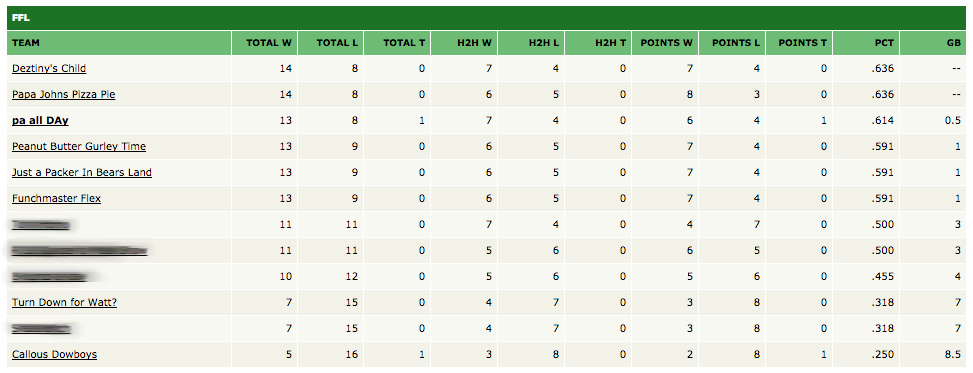 FFL
TEAM TOTAL W TOTAL L TOTAL T H2H W H2H L H2H T POINTS W POINTS L POINTS T PCT GB
Deztiny's Child 14 8 0 7 4 0 7 4 0 .636 --
Papa Johns Pizza Pie 14 8 0 6 5 0 8 3 0 .636 --
pa all DAy 13 8 1 7 4 0 6 4 1 .614 0.5
Peanut Butter Gurley Time 13 9 0 6 5 0 7 4 0 .591 1
Just a Packer In Bears Land 13 9 0 6 5 0 7 4 0 .591 1
Funchmaster Flex 13 9 0 6 5 0 7 4 0 .591 1
11 11 0 7 4 0 4 7 0 .500 3
11 11 0 5 6 0 6 5 0 .500 3
10 12 0 5 6 0 5 6 0 .455 4
Turn Down for Watt? 7 15 0 4 7 0 3 8 0 .318 7
7 15 0 4 7 0 3 8 0 .318 7
Callous Dowboys 5 16 1 3 8 0 2 8 1 .250 8.5